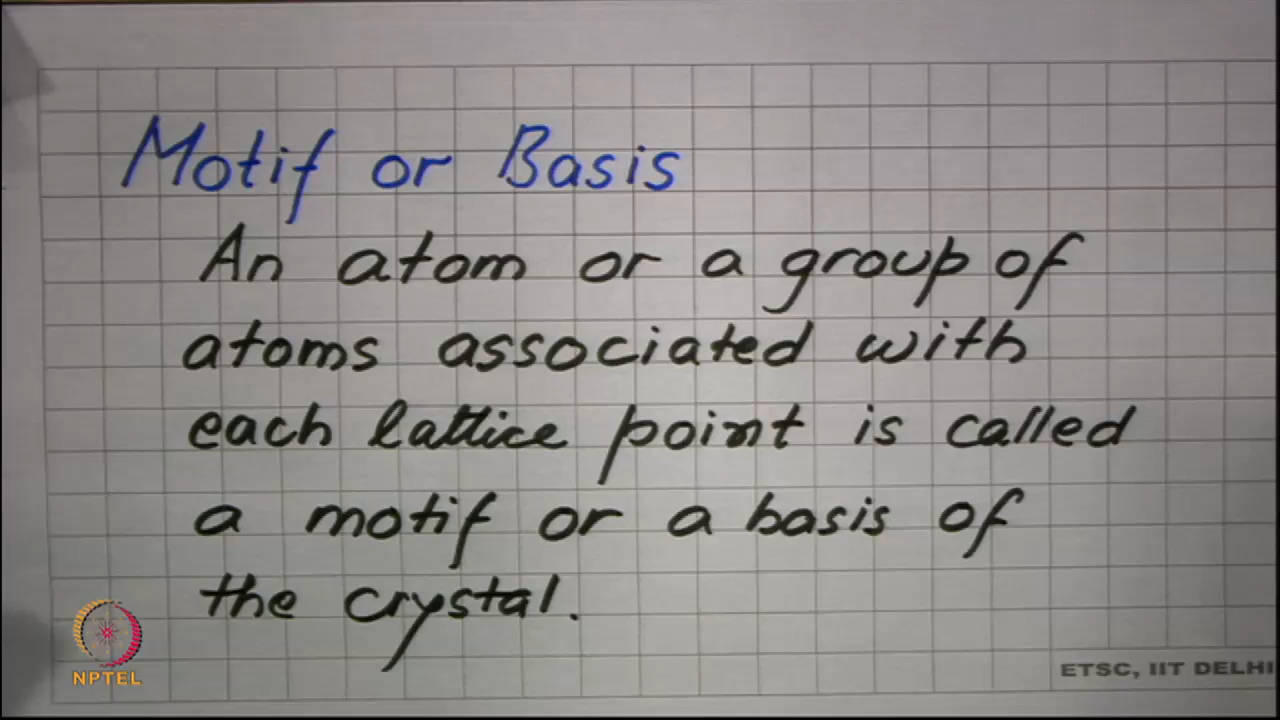 Motif or Basis
An atom or a group of
atoms associated with
each lattice point is called
a motif or a basis of
the crystal.
NPTEL
ETSC, IIT DELHI